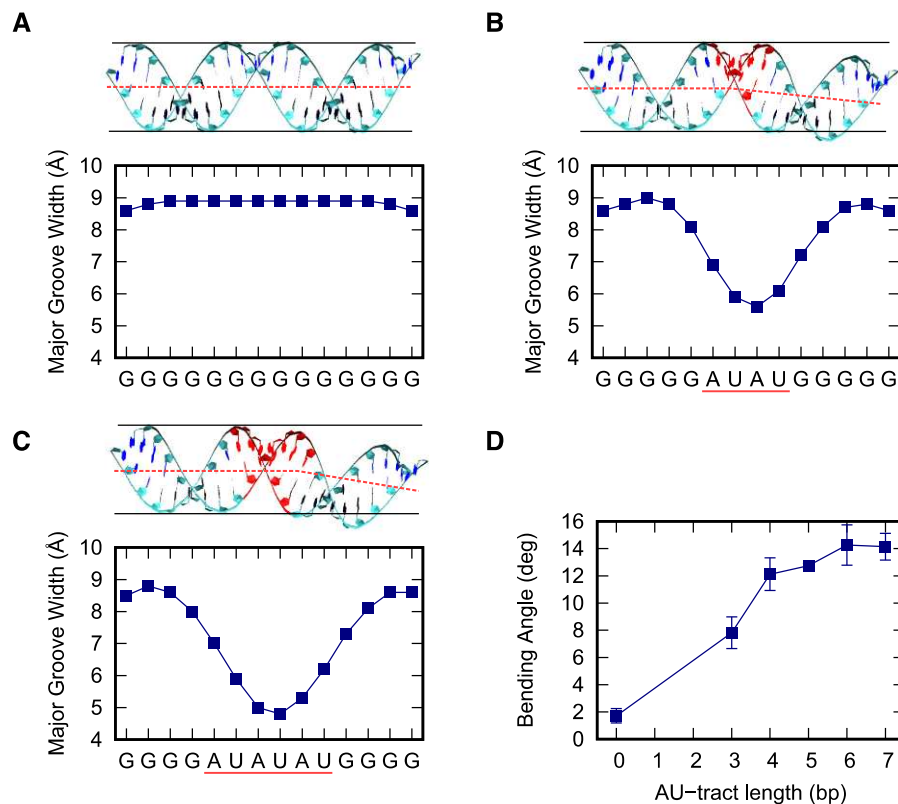 A
Major Groove Width (Å)
10
9
8
7
6
5
4
G G G G G G G G G G G G G G
B
Major Groove Width (Å)
10
9
8
7
6
5
4
G G G G G A U A U G G G G G
C
Major Groove Width (Å)
10
9
8
7
6
5
4
G G G G A U A U A U G G G G
D
Bending Angle (deg)
16
14
12
10
8
6
4
2
0
0 1 2 3 4 5 6 7
AU−tract length (bp)